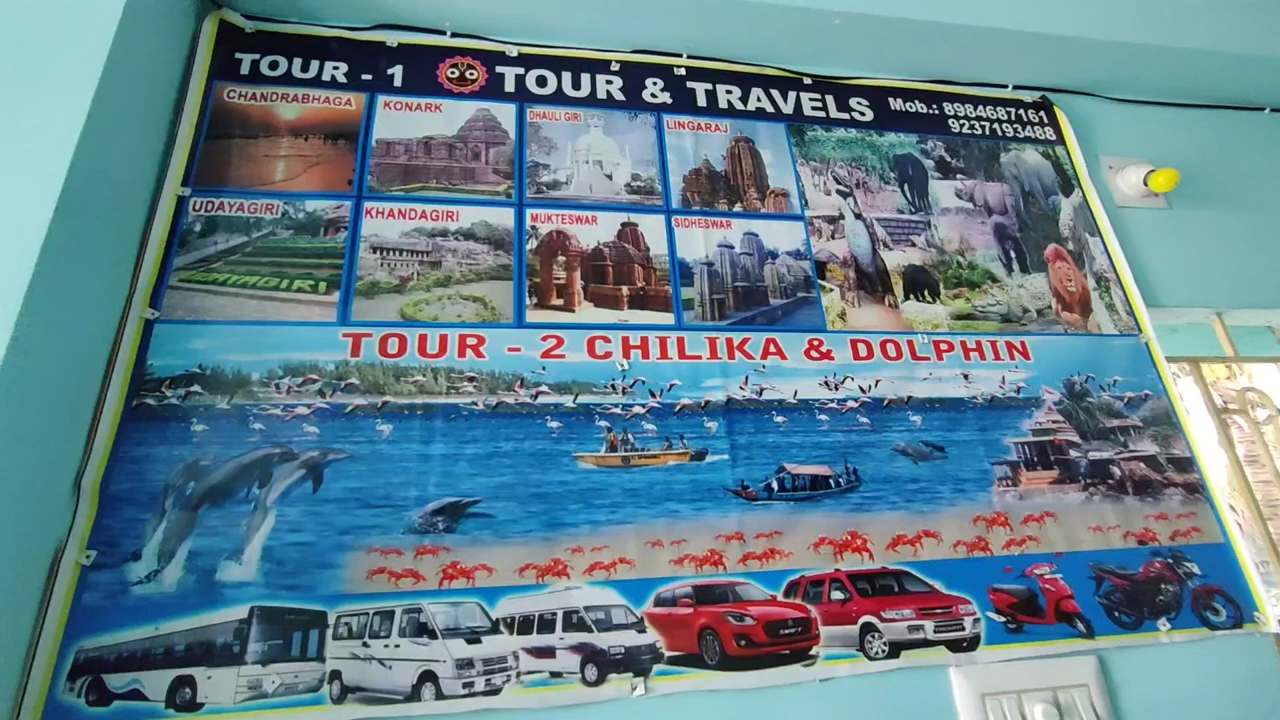 TOUR - 1 TOUR & TRAVELS Mob.: 8984687161
9237193488
CHANDRABHAGA KONARK DHAULI GIRI LINGARAJ
UDAYAGIRI KHANDAGIRI MUKTESWAR SIDHESWAR
TOUR - 2 CHILIKA & DOLPHIN
SWIFT